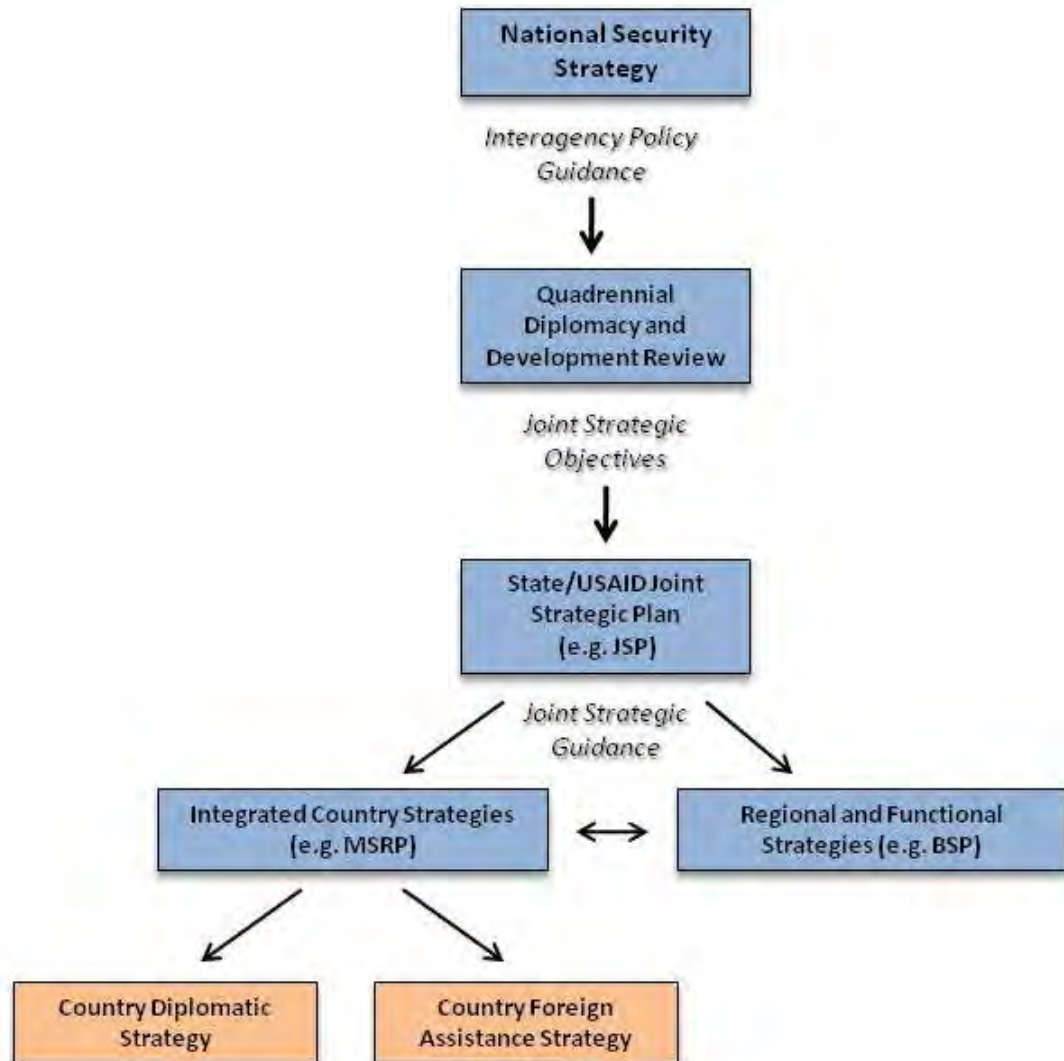 National Security
Strategy
Interagency Policy
Guidance
Quadrennial
Diplomacy and
Development Review
Joint Strategic
Objectives
State/USAID Joint
Strategic Plan
(e.g. JSP)
Joint Strategic
Guidance
Integrated Country Strategies
(e.g. MSRP)
Regional and Functional
Strategies (e.g. BSP)
Country Diplomatic
Strategy
Country Foreign
Assistance Strategy